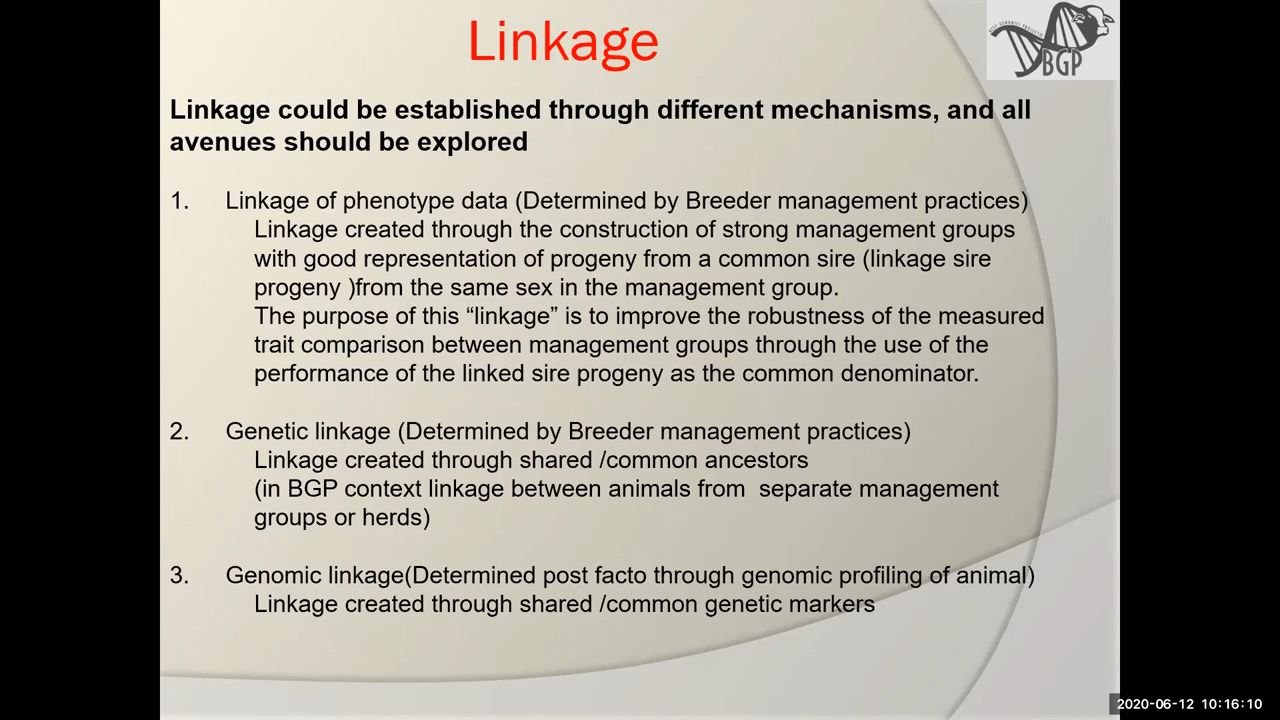 Linkage
BEEF GENOMICS PROGRAM
BGP
Linkage could be established through different mechanisms, and all
avenues should be explored
1. Linkage of phenotype data (Determined by Breeder management practices)
Linkage created through the construction of strong management groups
with good representation of progeny from a common sire (linkage sire
progeny )from the same sex in the management group.
The purpose of this “linkage” is to improve the robustness of the measured
trait comparison between management groups through the use of the
performance of the linked sire progeny as the common denominator.
2. Genetic linkage (Determined by Breeder management practices)
Linkage created through shared /common ancestors
(in BGP context linkage between animals from  separate management
groups or herds)
3. Genomic linkage(Determined post facto through genomic profiling of animal)
Linkage created through shared /common genetic markers
2020-06-12 10:16:10